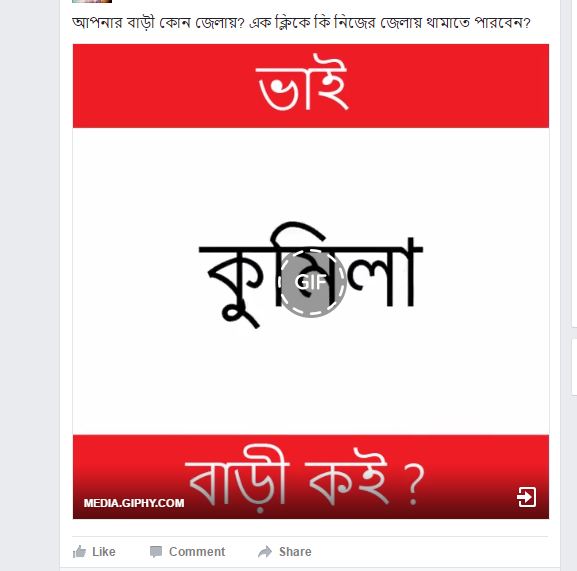 আপনার বাড়ী কোন জেলায়? এক ক্লিকে কি নিজের জেলায় থামাতে পারবেন?
ভাই
কুমিলা
GIF
বাড়ী কই ?
MEDIA.GIPHY.COM
Like Comment Share